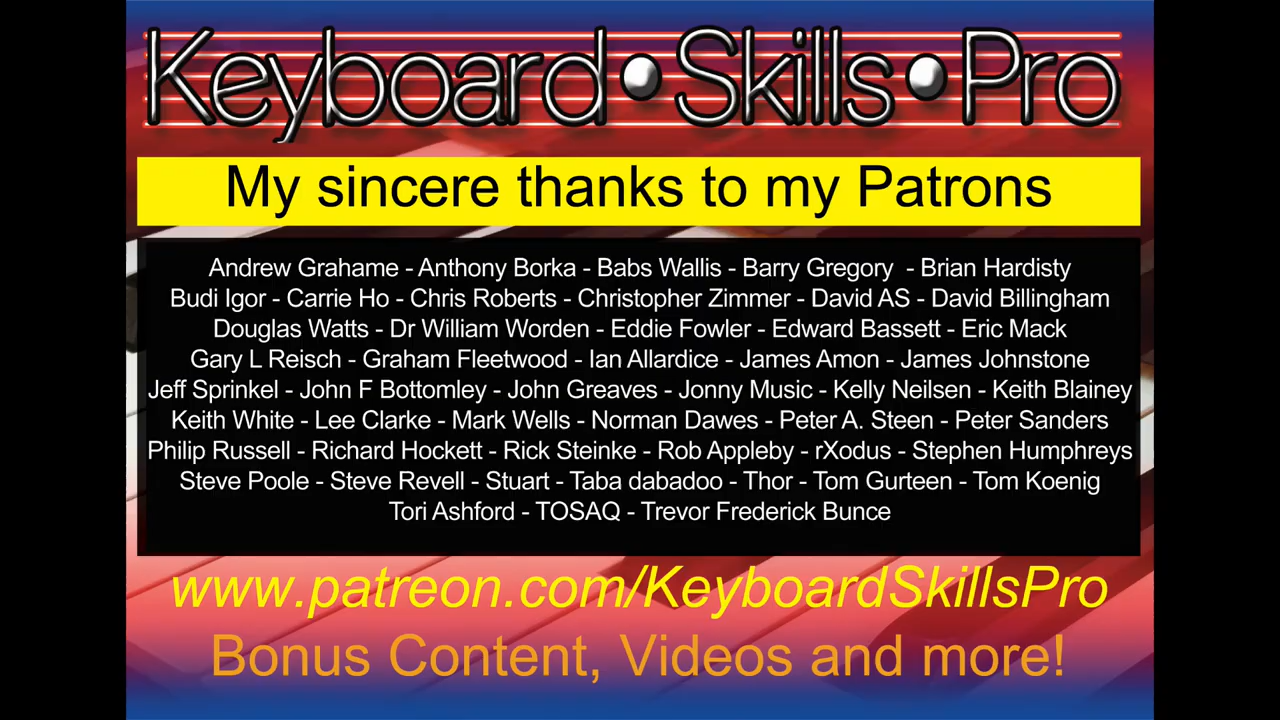 Keyboard•Skills•Pro
My sincere thanks to my Patrons
Andrew Grahame - Anthony Borka - Babs Wallis - Barry Gregory  - Brian Hardisty
Budi Igor - Carrie Ho - Chris Roberts - Christopher Zimmer - David AS - David Billingham
Douglas Watts - Dr William Worden - Eddie Fowler - Edward Bassett - Eric Mack
Gary L Reisch - Graham Fleetwood - Ian Allardice - James Amon - James Johnstone
Jeff Sprinkel - John F Bottomley - John Greaves - Jonny Music - Kelly Neilsen - Keith Blainey
Keith White - Lee Clarke - Mark Wells - Norman Dawes - Peter A. Steen - Peter Sanders
Philip Russell - Richard Hockett - Rick Steinke - Rob Appleby - rXodus - Stephen Humphreys
Steve Poole - Steve Revell - Stuart - Taba dabadoo - Thor - Tom Gurteen - Tom Koenig
Tori Ashford - TOSAQ - Trevor Frederick Bunce
www.patreon.com/KeyboardSkillsPro
Bonus Content, Videos and more!